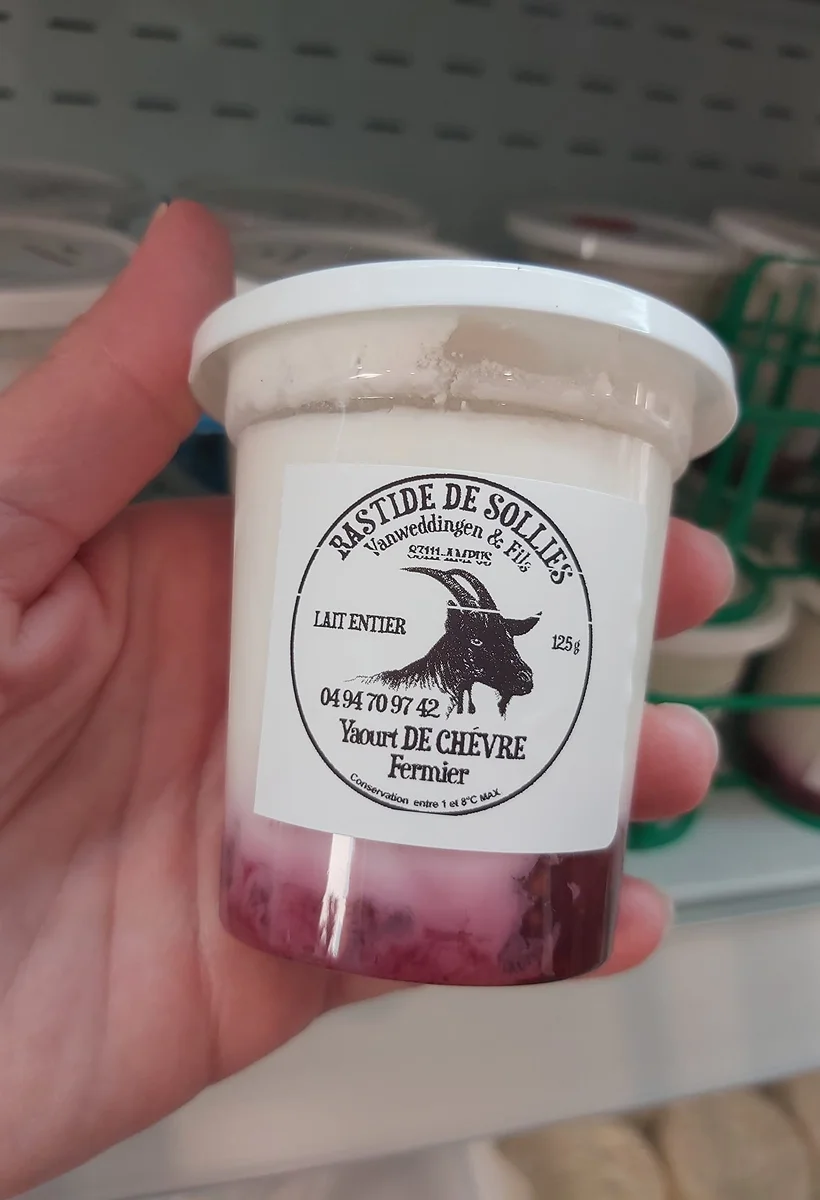 BASTIDE DE SOLLIES
Vanweddingen & Fils
83111-AMPUS
LAIT ENTIER
125g
04 94 70 97 42
Yaourt DE CHÉVRE
Fermier
Conservation entre 1 et 8°C MAX